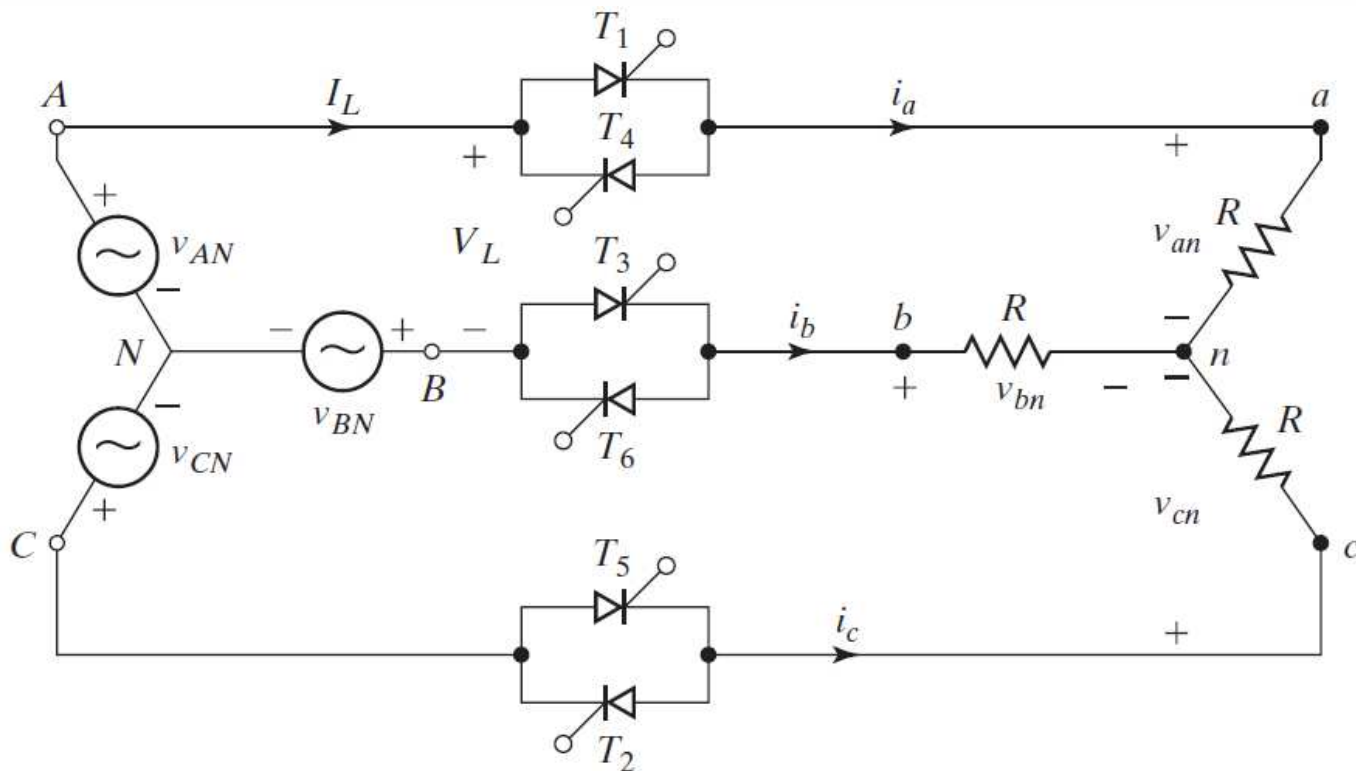 T1
A
IL
ia
a
+
T4
+
+
R
vAN
VL
van
−
T3
−
N
−
+
−
ib
b
R
n
B
+
−
−
vBN
vbn
−
vCN
T6
R
+
vcn
C
c
T5
ic
+
T2